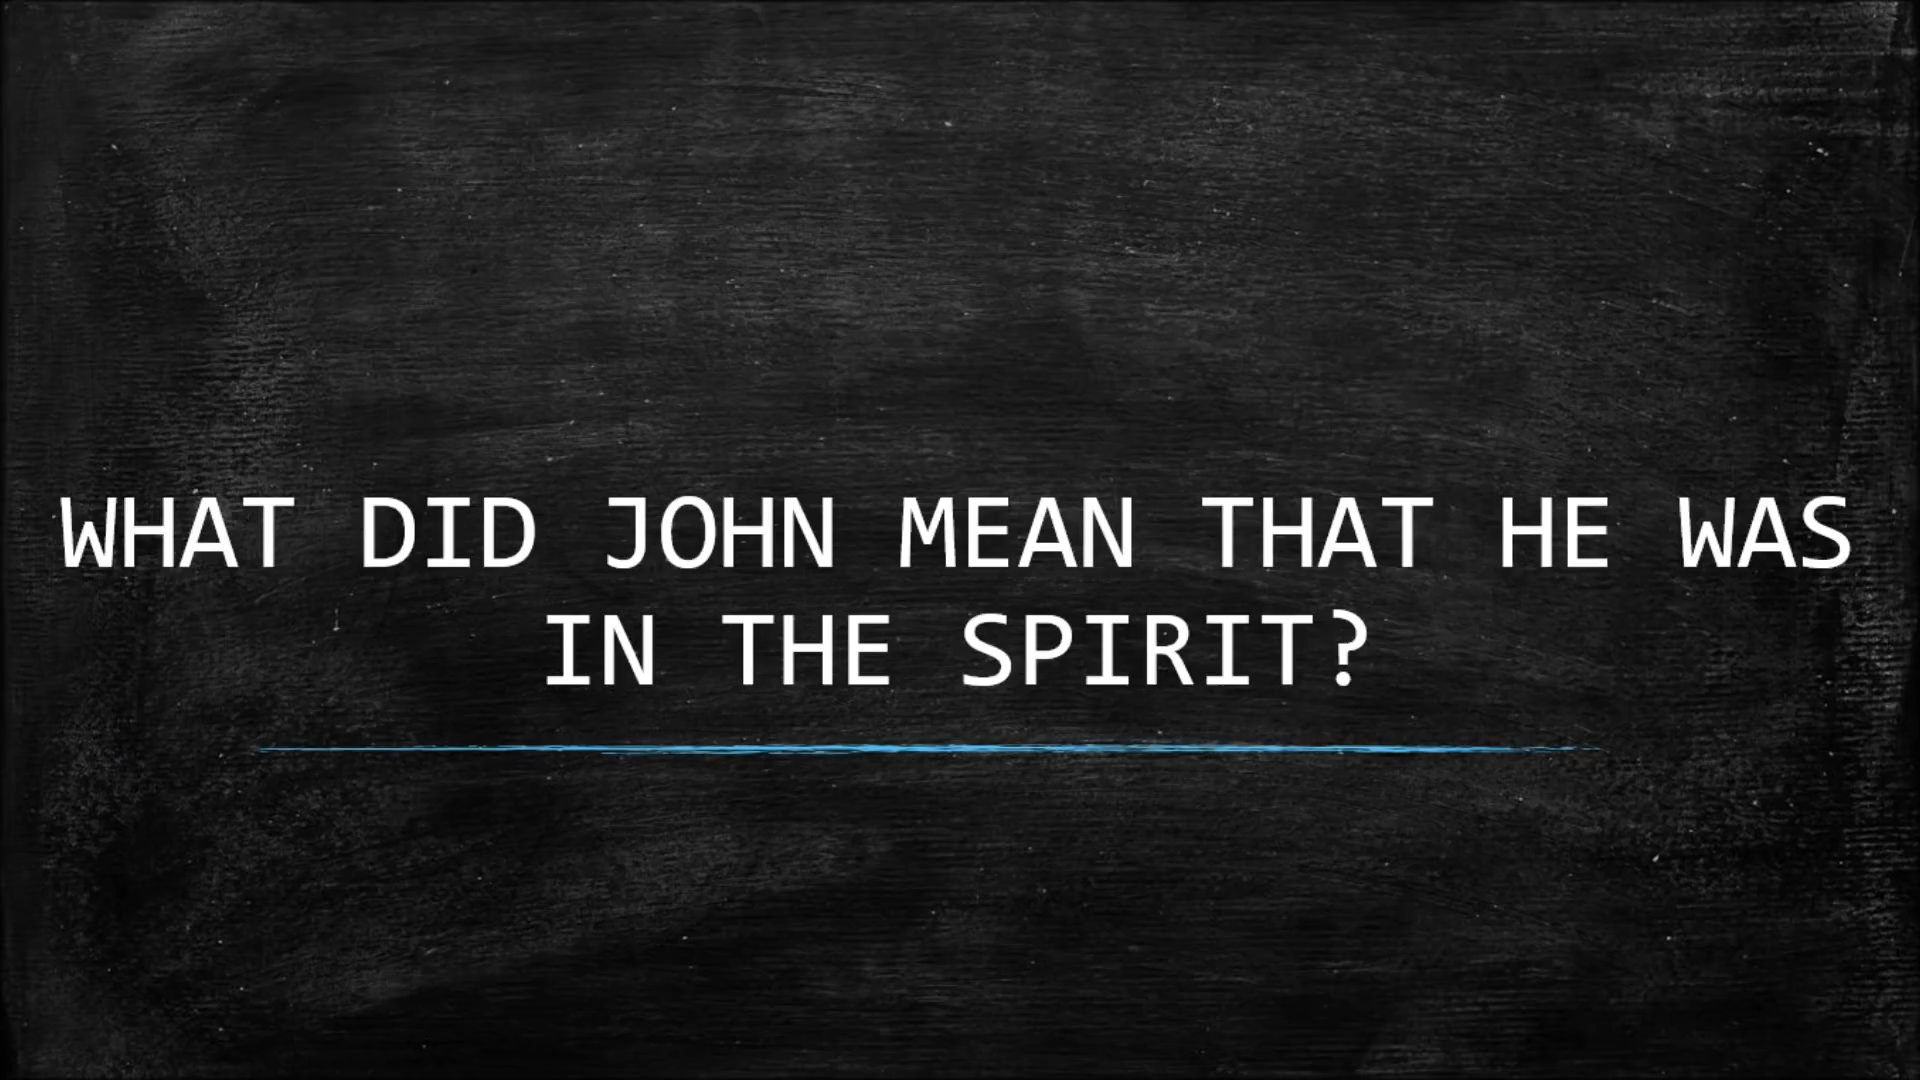 WHAT DID JOHN MEAN THAT HE WAS
IN THE SPIRIT?